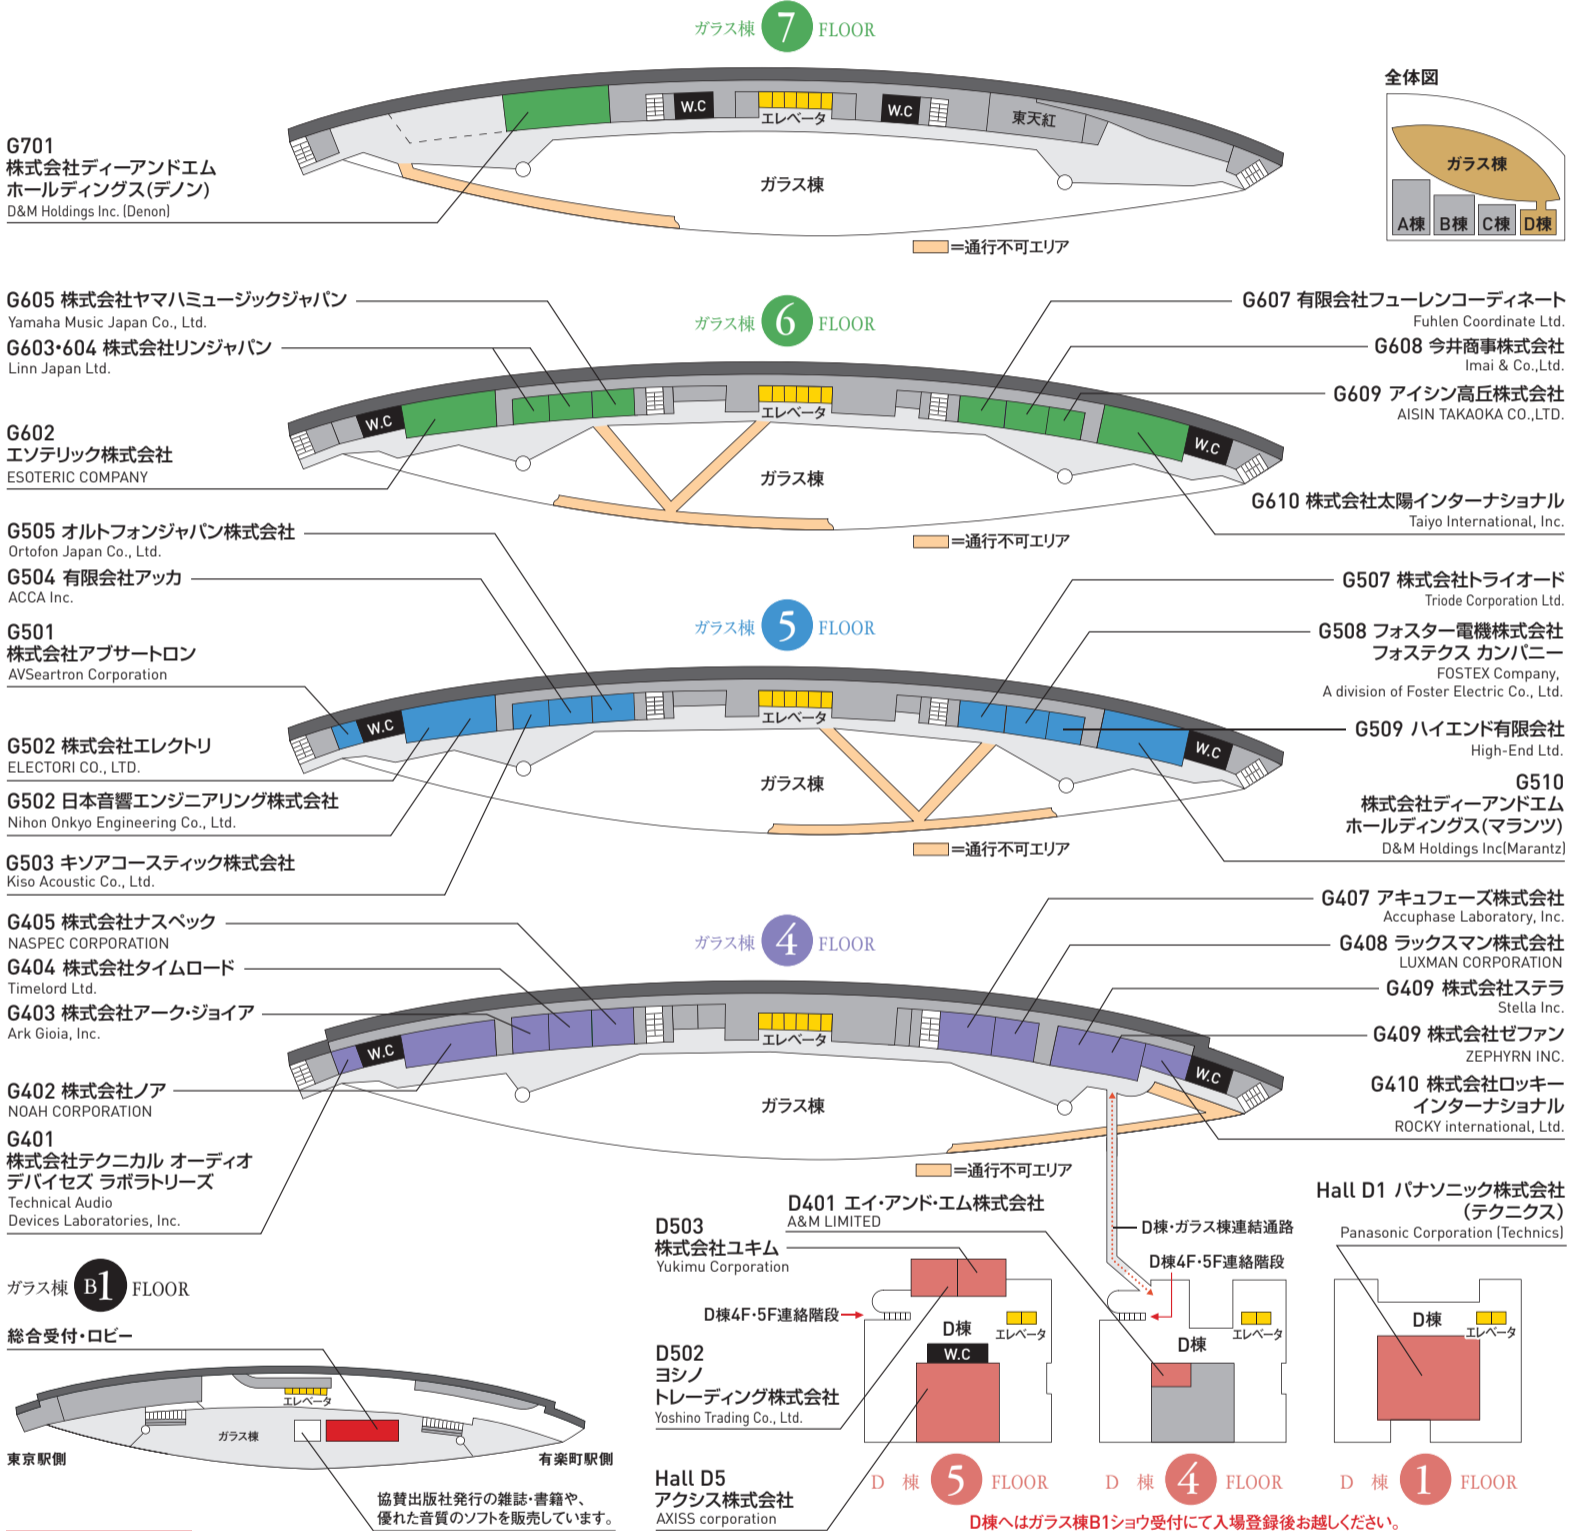 ガラス棟 7 FLOOR
W.C
エレベータ
W.C
東天紅
ガラス棟
=通行不可エリア
G701
株式会社ディーアンドエム
ホールディングス(デノン)
D&M Holdings Inc. (Denon)
全体図
ガラス棟
A棟
B棟
C棟
D棟
ガラス棟 6 FLOOR
G605 株式会社ヤマハミュージックジャパン
Yamaha Music Japan Co., Ltd.
G603・604 株式会社リンジャパン
Linn Japan Ltd.
G602
エソテリック株式会社
ESOTERIC COMPANY
W.C
エレベータ
W.C
ガラス棟
=通行不可エリア
G607 有限会社フューレンコーディネート
Fuhlen Coordinate Ltd.
G608 今井商事株式会社
Imai & Co.,Ltd.
G609 アイシン高丘株式会社
AISIN TAKAOKA CO.,LTD.
G610 株式会社太陽インターナショナル
Taiyo International, Inc.
ガラス棟 5 FLOOR
G505 オルトフォンジャパン株式会社
Ortofon Japan Co., Ltd.
G504 有限会社アッカ
ACCA Inc.
G501
株式会社アブサートロン
AVSeartron Corporation
G502 株式会社エレクトリ
ELECTORI CO., LTD.
G502 日本音響エンジニアリング株式会社
Nihon Onkyo Engineering Co., Ltd.
G503 キソアコースティック株式会社
Kiso Acoustic Co., Ltd.
W.C
エレベータ
W.C
ガラス棟
=通行不可エリア
G507 株式会社トライオード
Triode Corporation Ltd.
G508 フォスター電機株式会社
フォステクス カンパニー
FOSTEX Company,
A division of Foster Electric Co., Ltd.
G509 ハイエンド有限会社
High-End Ltd.
G510
株式会社ディーアンドエム
ホールディングス(マランツ)
D&M Holdings Inc(Marantz)
ガラス棟 4 FLOOR
G405 株式会社ナスペック
NASPEC CORPORATION
G404 株式会社タイムロード
Timelord Ltd.
G403 株式会社アーク・ジョイア
Ark Gioia, Inc.
G402 株式会社ノア
NOAH CORPORATION
G401
株式会社テクニカル オーディオ
デバイセズ ラボラトリーズ
Technical Audio
Devices Laboratories, Inc.
W.C
エレベータ
W.C
ガラス棟
=通行不可エリア
G407 アキュフェーズ株式会社
Accuphase Laboratory, Inc.
G408 ラックスマン株式会社
LUXMAN CORPORATION
G409 株式会社ステラ
Stella Inc.
G409 株式会社ゼファン
ZEPHYRN INC.
G410 株式会社ロッキー
インターナショナル
ROCKY international, Ltd.
ガラス棟 B1 FLOOR
総合受付・ロビー
エレベータ
ガラス棟
東京駅側
有楽町駅側
協賛出版社発行の雑誌・書籍や、
優れた音質のソフトを販売しています。
D503
株式会社ユキム
Yukimu Corporation
D棟4F・5F連絡階段
D502
ヨシノ
トレーディング株式会社
Yoshino Trading Co., Ltd.
Hall D5
アクシス株式会社
AXISS corporation
D棟
エレベータ
W.C
D 棟 5 FLOOR
D401 エイ・アンド・エム株式会社
A&M LIMITED
D棟・ガラス棟連結通路
D棟4F・5F連絡階段
D棟
エレベータ
D 棟 4 FLOOR
Hall D1 パナソニック株式会社
(テクニクス)
Panasonic Corporation (Technics)
D棟
エレベータ
D 棟 1 FLOOR
D棟へはガラス棟B1ショウ受付にて入場登録後お越しください。